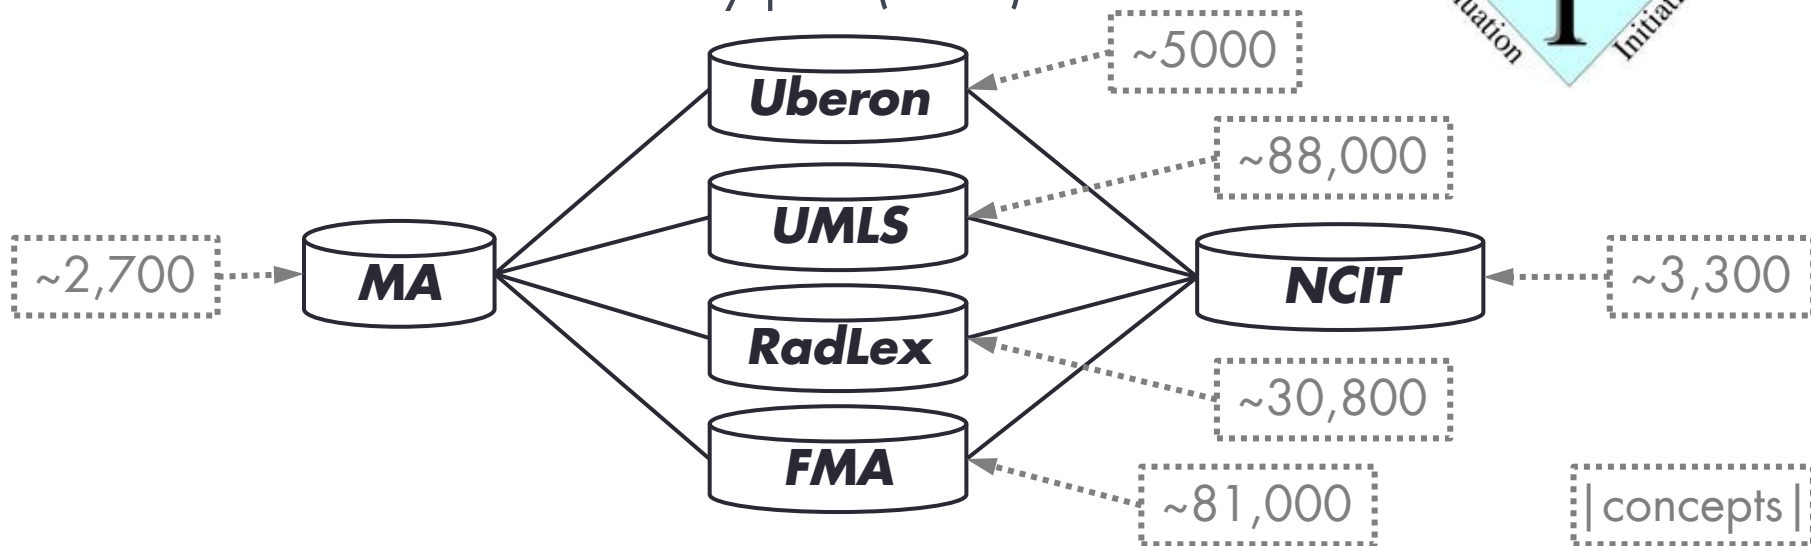 ~5000
Uberon
~88,000
UMLS
~2,700
MA
NCIT
~3,300
RadLex
~30,800
FMA
~81,000
|concepts|